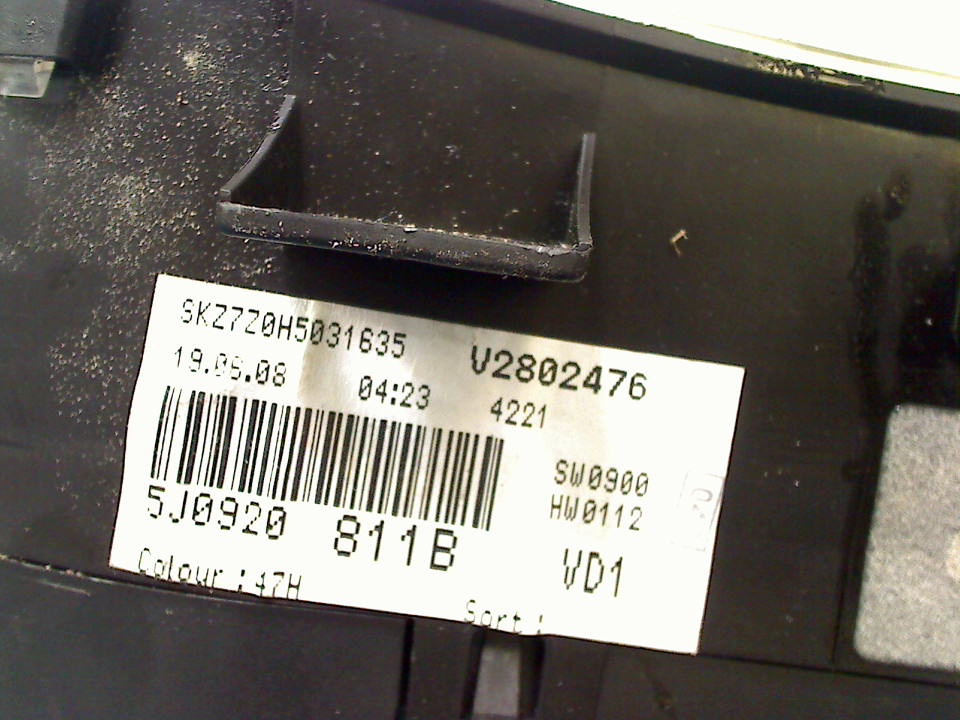 SKZ7Z0H5031635
V2802476
19.06.08 04:23 4221
SW0900
HW0112
5J0920 811B
VD1
Colour : 47H
Sort :